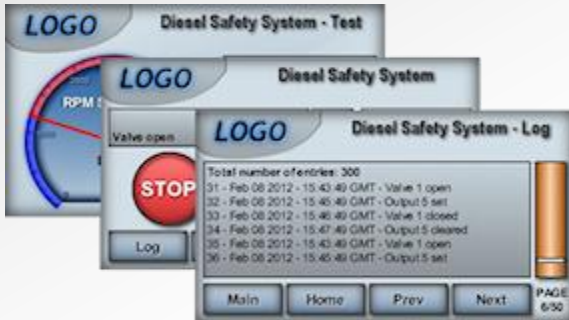 LOGO
Diesel Safety System - Test
RPM
LOGO
Diesel Safety System
Valve open
STOP
Log
LOGO
Diesel Safety System - Log
Total number of entries: 300
31 - Feb 08 2012 - 15:43:49 GMT - Valve 1 open
32 - Feb 08 2012 - 15:45:49 GMT - Output 5 set
33 - Feb 08 2012 - 15:46:49 GMT - Valve 1 closed
34 - Feb 08 2012 - 15:47:49 GMT - Output 5 cleared
35 - Feb 08 2012 - 15:43:49 GMT - Valve 1 open
36 - Feb 08 2012 - 15:45:49 GMT - Output 5 set
Main
Home
Prev
Next
PAGE
6/50